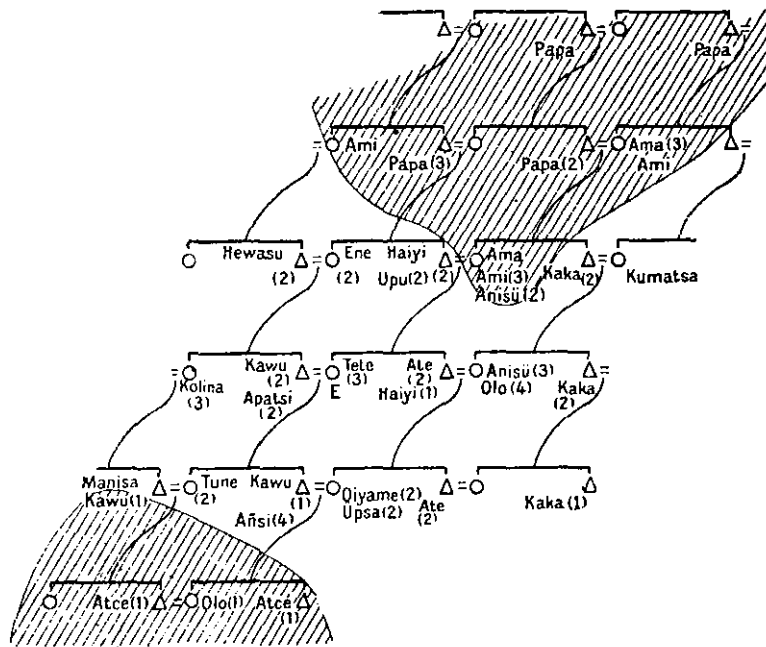 Papa Papa
Ami Papa(3) Papa(2) Ama(3)
Ami
Hewasu (2) Ene (2) Haiyi Upu(2) (2) Ama Ami(3) Anisü(2) Kaka(2) Kumatsa
Kolina (3) Kawu (2) Apatsi (2) Tete (3) E Ate (2) Haiyi(1) Anisü(3) Olo(4) Kaka (2)
Manisa Kawu(1) Tune (2) Kawu (1) Añsi(4) Qiyame(2) Upsa(2) Ate (2) Kaka(1)
Atce(1) Olo(1) Atce (1)